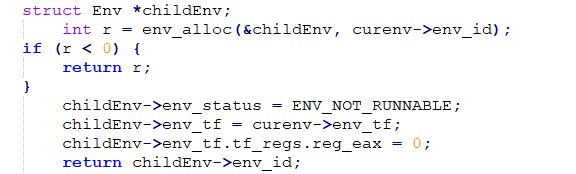 struct Env *childEnv;
int r = env_alloc(&childEnv, curenv->env_id);
if (r < 0) {
return r;
}
childEnv->env_status = ENV_NOT_RUNNABLE;
childEnv->env_tf = curenv->env_tf;
childEnv->env_tf.tf_regs.reg_eax = 0;
return childEnv->env_id;